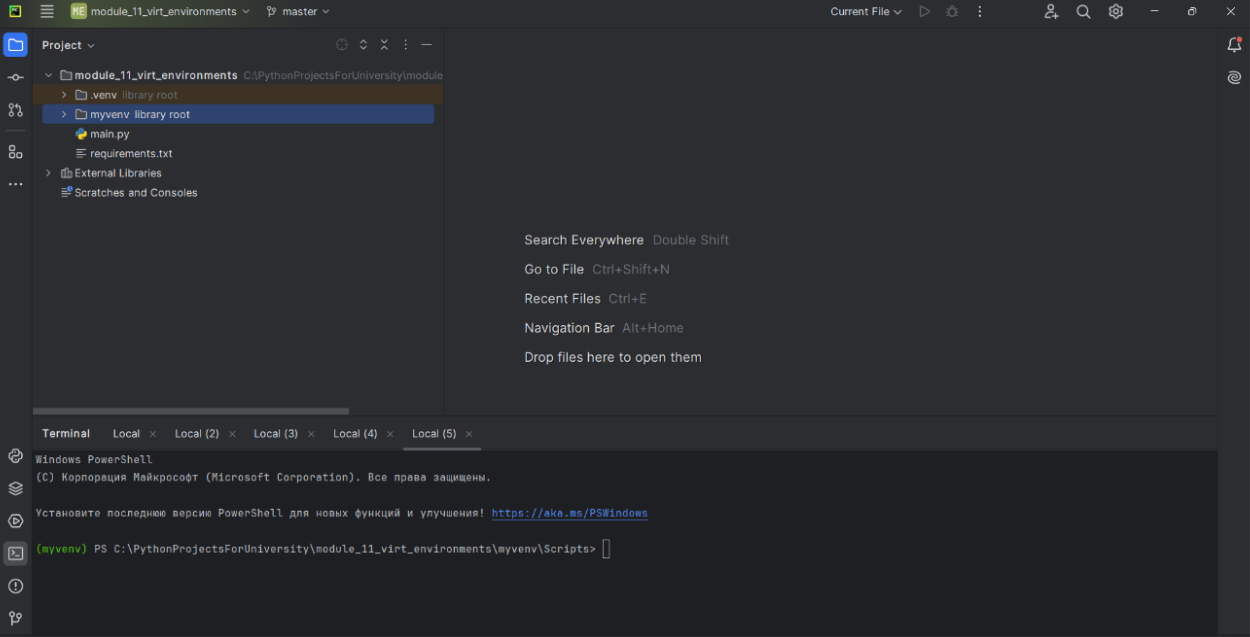 ME module_11_virt_environments master Current File
Project
module_11_virt_environments C:\PythonProjectsForUniversity\module
.venv library root
myvenv library root
main.py
requirements.txt
External Libraries
Scratches and Consoles
Search Everywhere Double Shift
Go to File Ctrl+Shift+N
Recent Files Ctrl+E
Navigation Bar Alt+Home
Drop files here to open them
Terminal Local Local (2) Local (3) Local (4) Local (5)
Windows PowerShell
(C) Корпорация Майкрософт (Microsoft Corporation). Все права защищены.
Установите последнюю версию PowerShell для новых функций и улучшения! https://aka.ms/PSWindows
(myvenv) PS C:\PythonProjectsForUniversity\module_11_virt_environments\myvenv\Scripts>